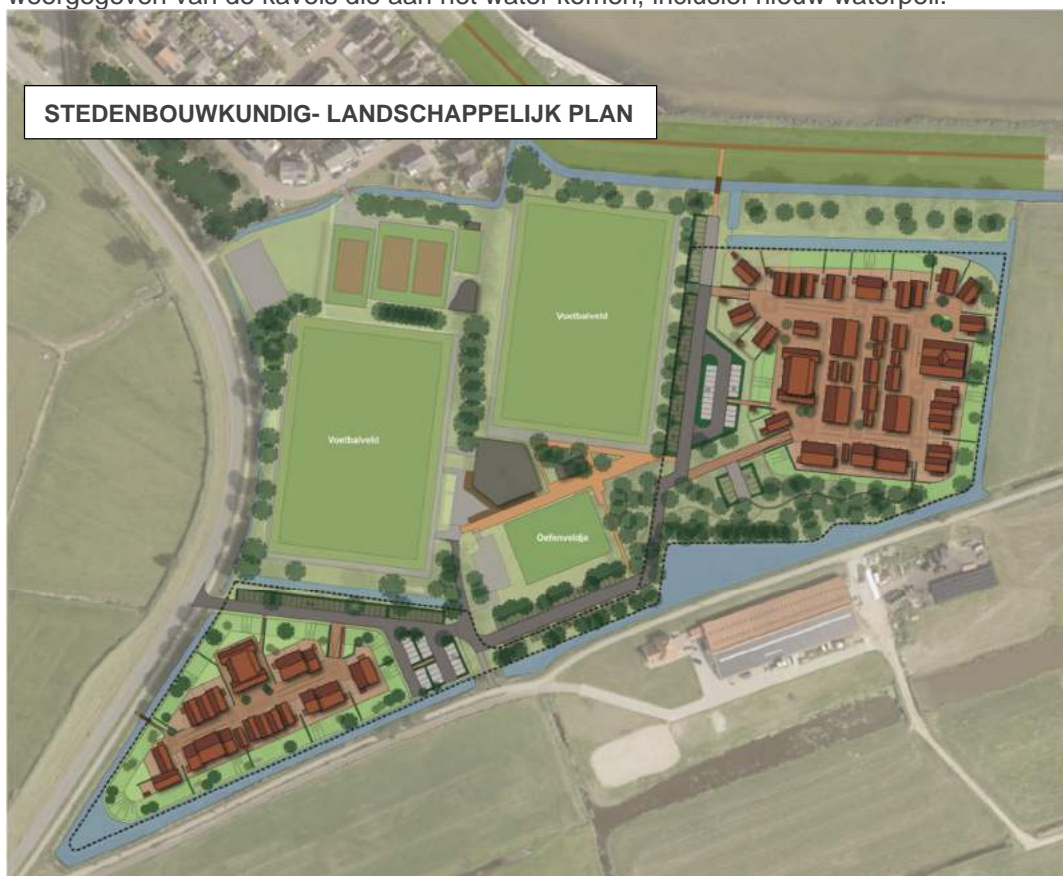 weergegeven van de kavels die aan het water komen, inclusief nieuw waterpeil.
STEDENBOUWKUNDIG- LANDSCHAPPELIJK PLAN
Voetbalveld
Voetbalveld
Oefenveldje